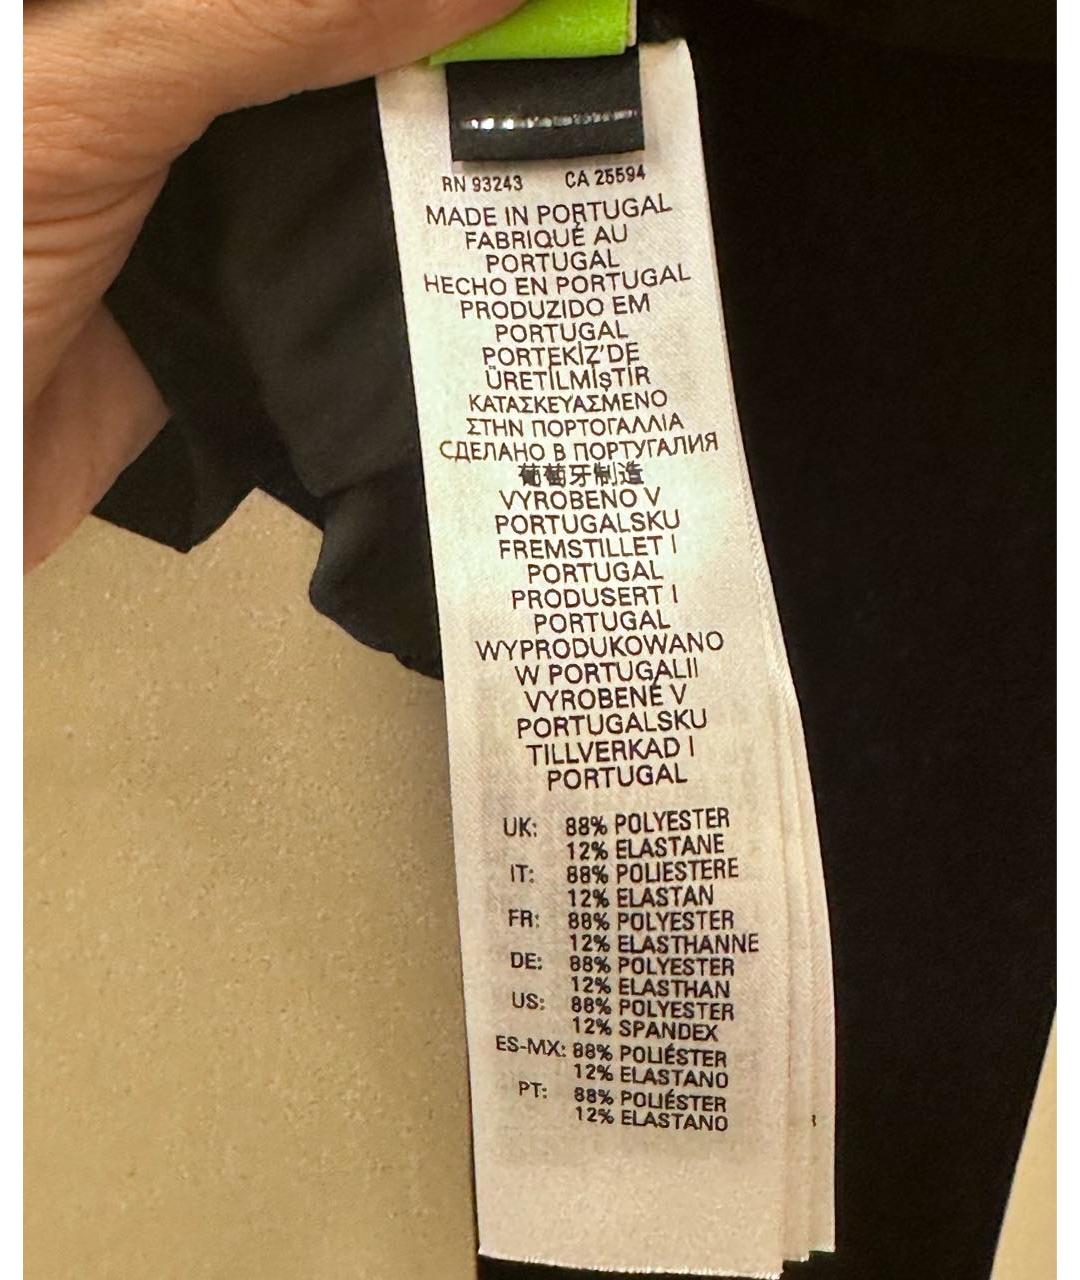 RN 93243 CA 25594
MADE IN PORTUGAL
FABRIQUÉ AU
PORTUGAL
HECHO EN PORTUGAL
PRODUZIDO EM
PORTUGAL
PORTEKİZ'DE
ÜRETİLMİşTİR
ΚΑΤΑΣΚΕΥΑΣΜΕΝΟ
ΣΤΗΝ ΠΟΡΤΟΓΑΛΛΙΑ
СДЕЛАНО В ПОРТУГАЛИЯ
葡萄牙制造
VYROBENO V
PORTUGALSKU
FREMSTILLET I
PORTUGAL
PRODUSERT I
PORTUGAL
WYPRODUKOWANO
W PORTUGALII
VYROBENÉ V
PORTUGALSKU
TILLVERKAD I
PORTUGAL
UK: 88% POLYESTER
12% ELASTANE
IT: 88% POLIESTERE
12% ELASTAN
FR: 88% POLYESTER
12% ELASTHANNE
DE: 88% POLYESTER
12% ELASTHAN
US: 88% POLYESTER
12% SPANDEX
ES-MX: 88% POLIÉSTER
12% ELASTANO
PT: 88% POLIÉSTER
12% ELASTANO